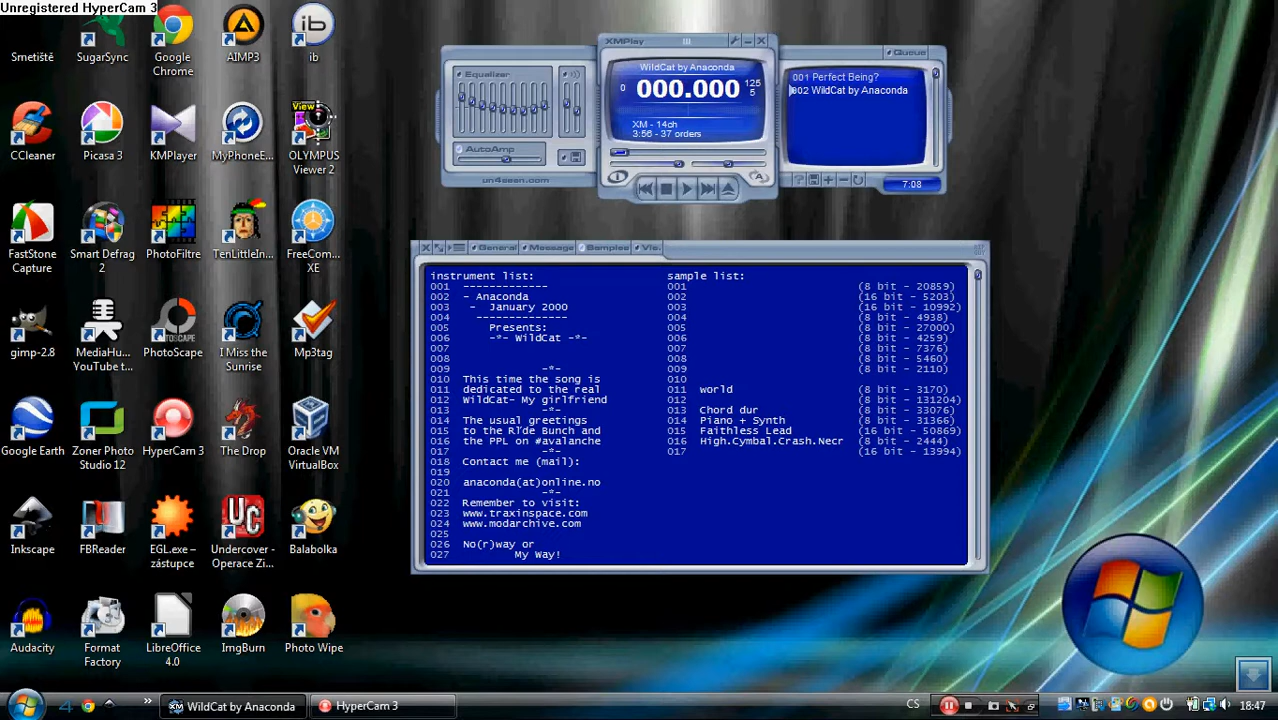 Unregistered HyperCam 3
Smetiště
SugarSync
Google Chrome
AIMP3
ib
CCleaner
Picasa 3
KMPlayer
MyPhoneE...
View
OLYMPUS Viewer 2
FastStone Capture
Smart Defrag 2
PhotoFiltre
TenLittleIn...
FreeCom... XE
gimp-2.8
MediaHu... YouTube t...
PhotoScape
I Miss the Sunrise
Mp3tag
Google Earth
Zoner Photo Studio 12
HyperCam 3
The Drop
Oracle VM VirtualBox
Inkscape
FBReader
EGL.exe – zástupce
Undercover - Operace Zi...
Balabolka
Audacity
Format Factory
LibreOffice 4.0
ImgBurn
Photo Wipe
Equalizer
AutoAmp
un4seen.com
XMPlay
WildCat by Anaconda
0 000.000 125 5
XM - 14ch
3:56 - 37 orders
Queue
001 Perfect Being?
002 WildCat by Anaconda
7:08
General Message Samples Vis.
instrument list: sample list:
001 ------------- 001 (8 bit - 20859)
002 - Anaconda 002 (16 bit - 5203)
003 - January 2000 003 (16 bit - 10992)
004 -------------- 004 (8 bit - 4938)
005 Presents: 005 (8 bit - 27000)
006 -*- WildCat -*- 006 (8 bit - 4259)
007 007 (8 bit - 7376)
008 008 (8 bit - 5460)
009 -*- 009 (8 bit - 2110)
010 This time the song is 010
011 dedicated to the real 011 world (8 bit - 3170)
012 WildCat- My girlfriend 012 (16 bit - 131204)
013 -*- 013 Chord dur (8 bit - 33076)
014 The usual greetings 014 Piano + Synth (8 bit - 31366)
015 to the R!de Bunch and 015 Faithless Lead (16 bit - 50869)
016 the PPL on #avalanche 016 High.Cymbal.Crash.Necr (8 bit - 2444)
017 -*- 017 (16 bit - 13994)
018 Contact me (mail):
019
020 anaconda(at)online.no
021 -*-
022 Remember to visit:
023 www.traxinspace.com
024 www.modarchive.com
025
026 No(r)way or
027 My Way!
WildCat by Anaconda
HyperCam 3
CS
18:47